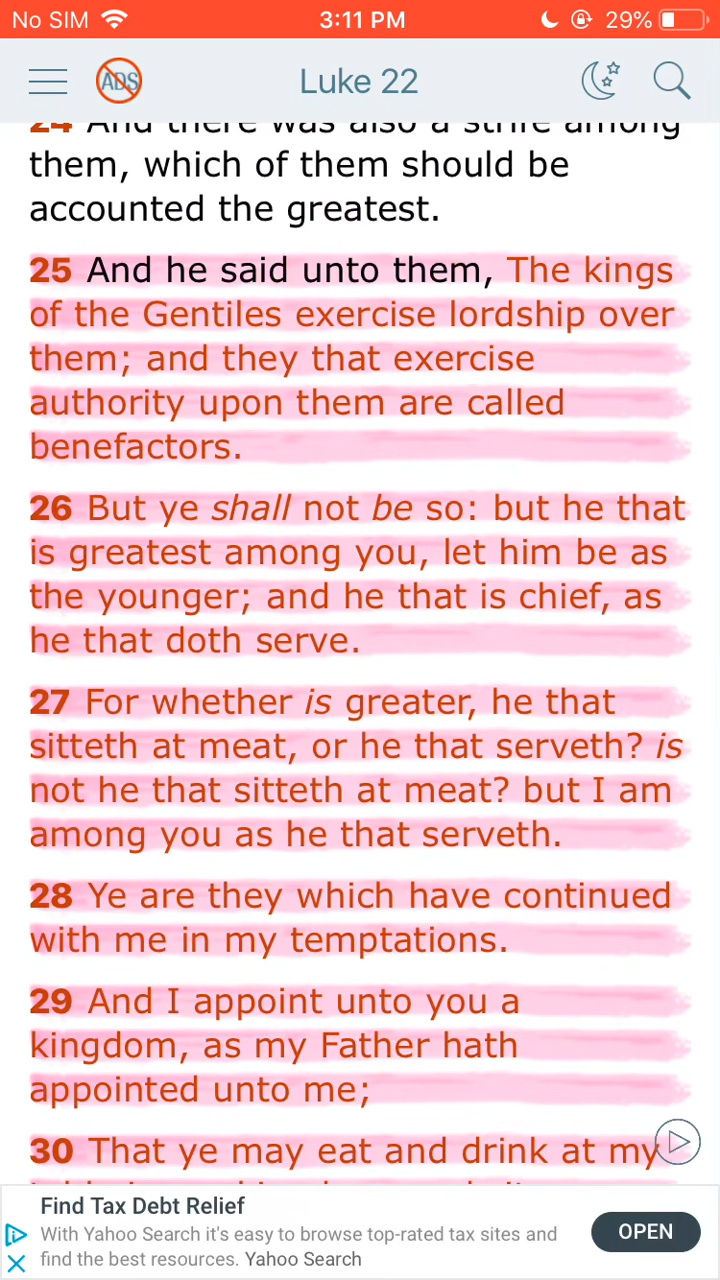 No SIM 3:11 PM 29%
ADS Luke 22
24 And there was also a strife among
them, which of them should be
accounted the greatest.
25 And he said unto them, The kings
of the Gentiles exercise lordship over
them; and they that exercise
authority upon them are called
benefactors.
26 But ye shall not be so: but he that
is greatest among you, let him be as
the younger; and he that is chief, as
he that doth serve.
27 For whether is greater, he that
sitteth at meat, or he that serveth? is
not he that sitteth at meat? but I am
among you as he that serveth.
28 Ye are they which have continued
with me in my temptations.
29 And I appoint unto you a
kingdom, as my Father hath
appointed unto me;
30 That ye may eat and drink at my
Find Tax Debt Relief
With Yahoo Search it's easy to browse top-rated tax sites and
find the best resources. Yahoo Search
OPEN